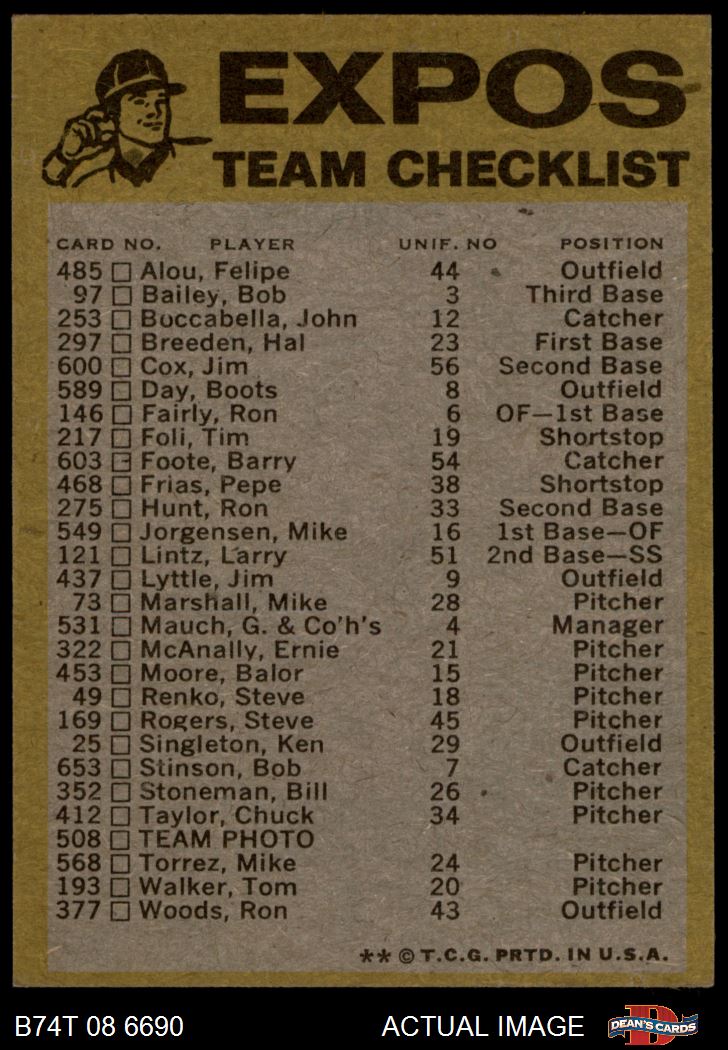 EXPOS
TEAM CHECKLIST
CARD NO. PLAYER UNIF. NO POSITION
485 Alou, Felipe 44 Outfield
97 Bailey, Bob 3 Third Base
253 Boccabella, John 12 Catcher
297 Breeden, Hal 23 First Base
600 Cox, Jim 56 Second Base
589 Day, Boots 8 Outfield
146 Fairly, Ron 6 OF—1st Base
217 Foli, Tim 19 Shortstop
603 Foote, Barry 54 Catcher
468 Frias, Pepe 38 Shortstop
275 Hunt, Ron 33 Second Base
549 Jorgensen, Mike 16 1st Base—OF
121 Lintz, Larry 51 2nd Base—SS
437 Lyttle, Jim 9 Outfield
73 Marshall, Mike 28 Pitcher
531 Mauch, G. & Co'h's 4 Manager
322 McAnally, Ernie 21 Pitcher
453 Moore, Balor 15 Pitcher
49 Renko, Steve 18 Pitcher
169 Rogers, Steve 45 Pitcher
25 Singleton, Ken 29 Outfield
653 Stinson, Bob 7 Catcher
352 Stoneman, Bill 26 Pitcher
412 Taylor, Chuck 34 Pitcher
508 TEAM PHOTO
568 Torrez, Mike 24 Pitcher
193 Walker, Tom 20 Pitcher
377 Woods, Ron 43 Outfield
** © T.C.G. PRTD. IN U.S.A.
B74T 08 6690 ACTUAL IMAGE DEAN'S CARDS